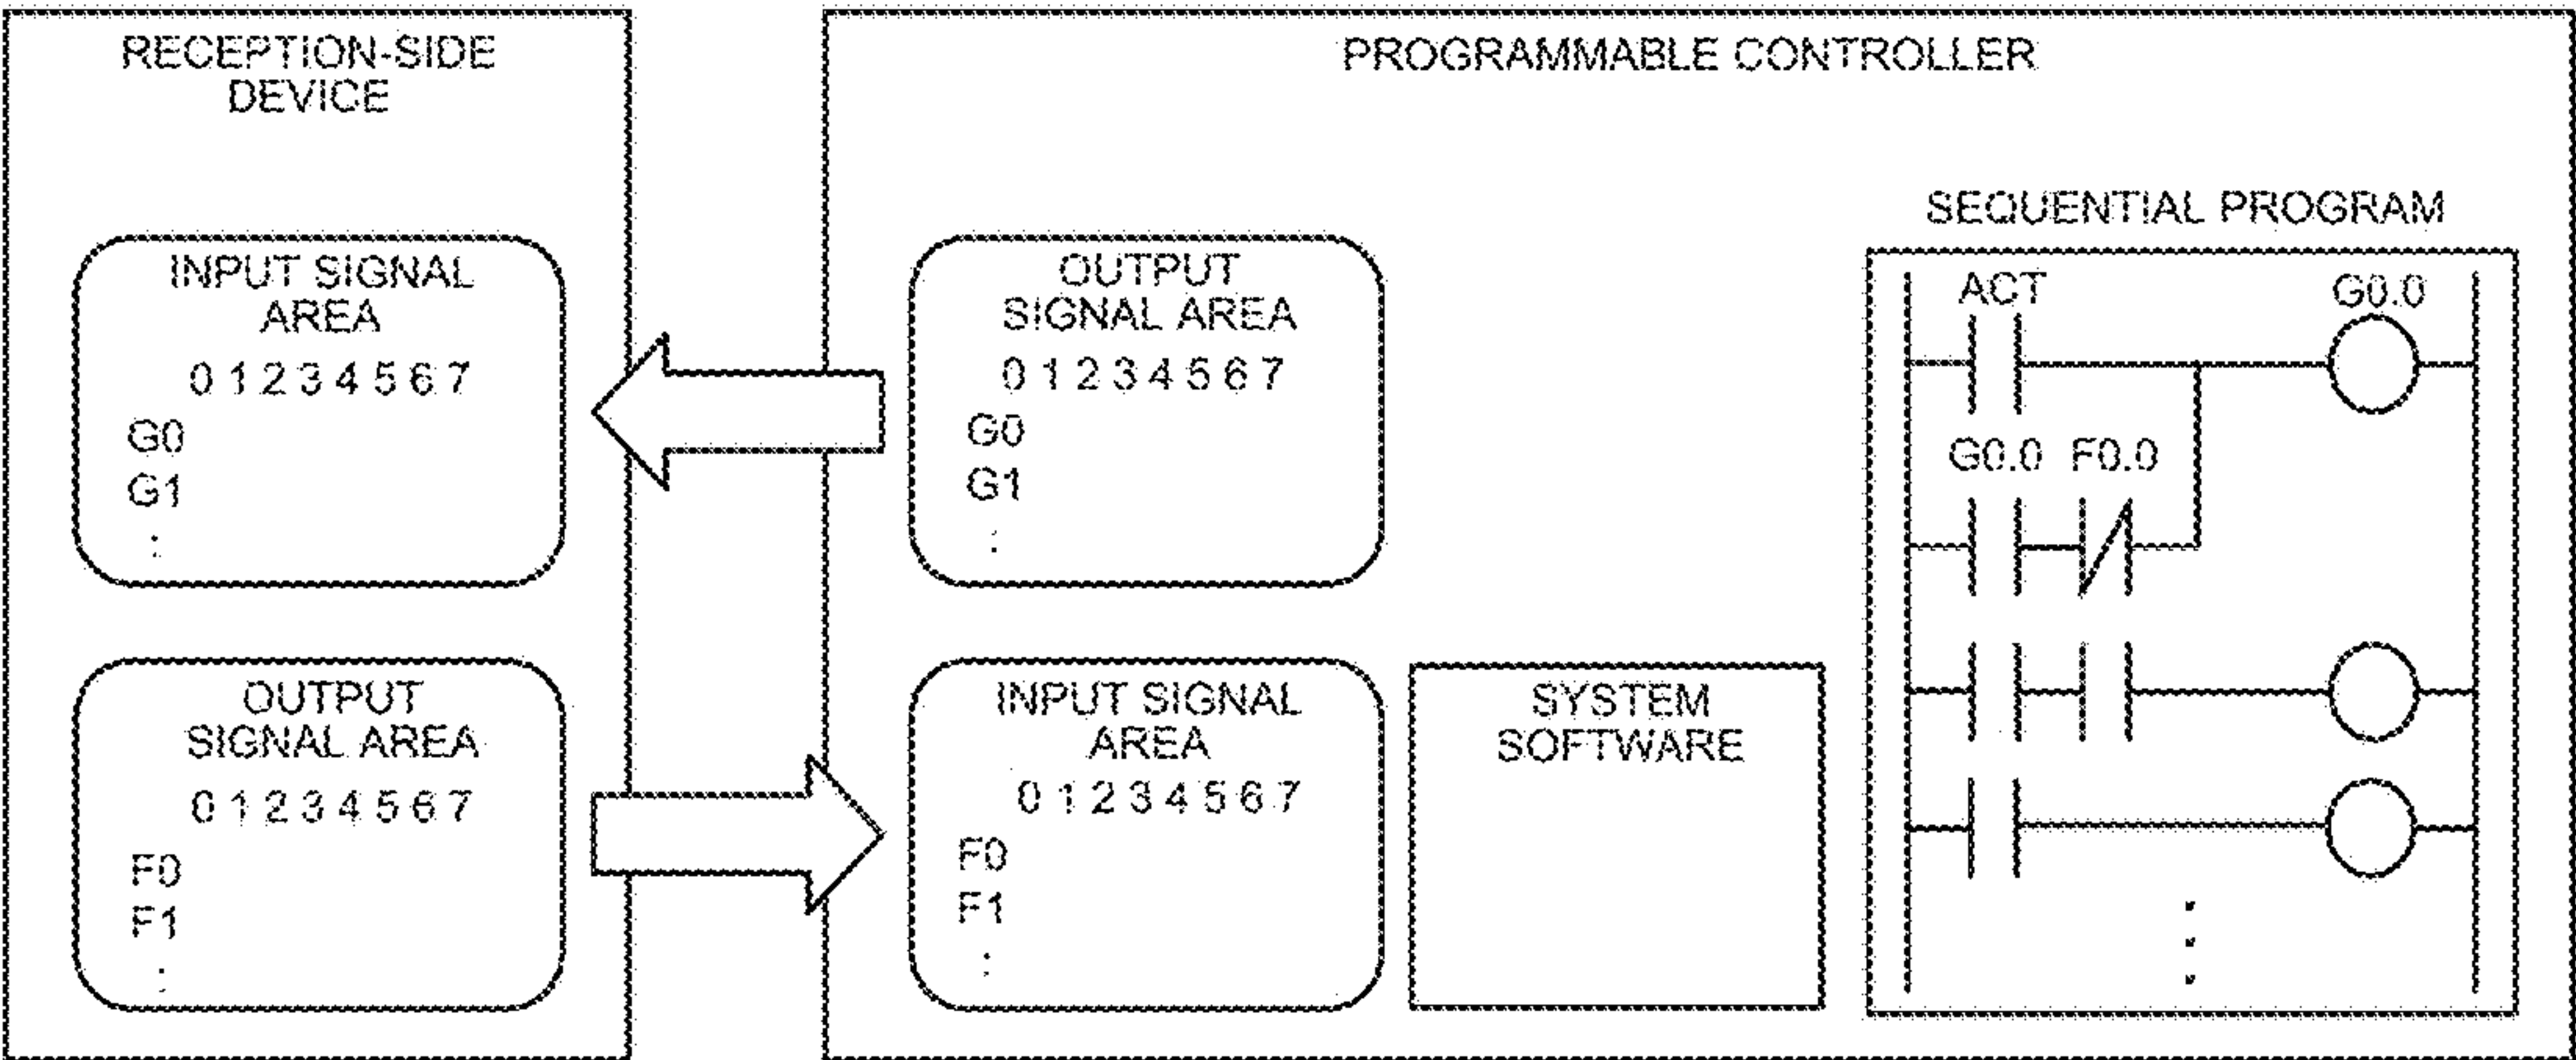 RECEPTION-SIDE
DEVICE
INPUT SIGNAL
AREA
0 1 2 3 4 5 6 7
G0
G1
:
OUTPUT
SIGNAL AREA
0 1 2 3 4 5 6 7
F0
F1
:
PROGRAMMABLE CONTROLLER
OUTPUT
SIGNAL AREA
0 1 2 3 4 5 6 7
G0
G1
:
INPUT SIGNAL
AREA
0 1 2 3 4 5 6 7
F0
F1
:
SYSTEM
SOFTWARE
SEQUENTIAL PROGRAM
ACT G0.0
G0.0 F0.0